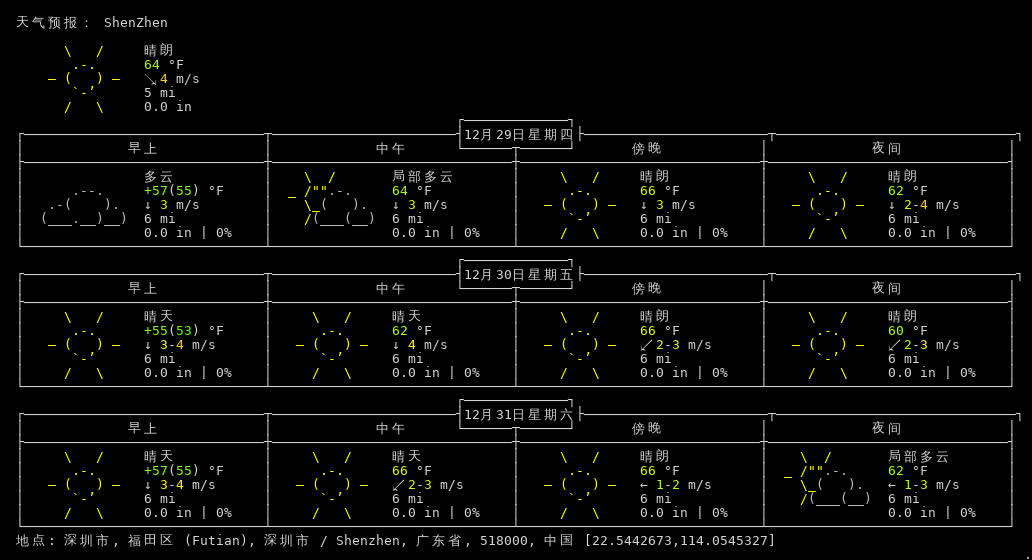 天气预报： ShenZhen
晴朗
64 °F
↘ 4 m/s
5 mi
0.0 in
12月29日星期四
早上 中午 傍晚 夜间
多云 局部多云 晴朗 晴朗
+57(55) °F 64 °F 66 °F 62 °F
↓ 3 m/s ↓ 3 m/s ↓ 3 m/s ↓ 2-4 m/s
6 mi 6 mi 6 mi 6 mi
0.0 in | 0% 0.0 in | 0% 0.0 in | 0% 0.0 in | 0%
12月30日星期五
早上 中午 傍晚 夜间
晴天 晴天 晴朗 晴朗
+55(53) °F 62 °F 66 °F 60 °F
↓ 3-4 m/s ↓ 4 m/s ↙ 2-3 m/s ↙ 2-3 m/s
6 mi 6 mi 6 mi 6 mi
0.0 in | 0% 0.0 in | 0% 0.0 in | 0% 0.0 in | 0%
12月31日星期六
早上 中午 傍晚 夜间
晴天 晴天 晴朗 局部多云
+57(55) °F 66 °F 66 °F 62 °F
↓ 3-4 m/s ↙ 2-3 m/s ← 1-2 m/s ← 1-3 m/s
6 mi 6 mi 6 mi 6 mi
0.0 in | 0% 0.0 in | 0% 0.0 in | 0% 0.0 in | 0%
地点: 深圳市, 福田区 (Futian), 深圳市 / Shenzhen, 广东省, 518000, 中国 [22.5442673,114.0545327]